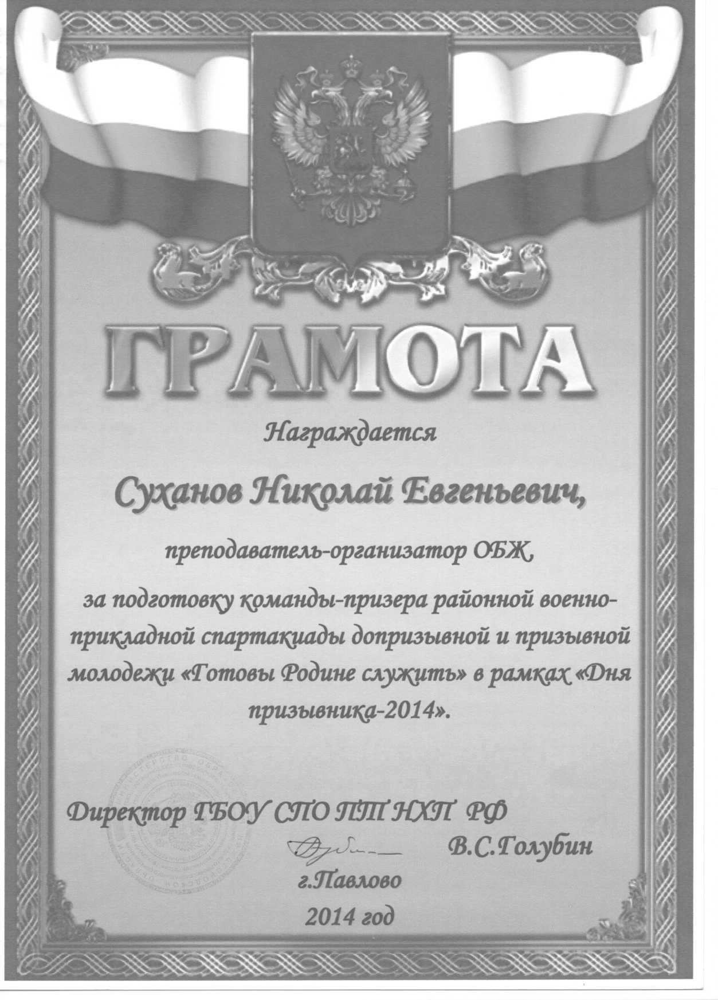 ГРАМОТА
Награждается
Суханов Николай Евгеньевич,
преподаватель-организатор ОБЖ,
за подготовку команды-призера районной военно-
прикладной спартакиады допризывной и призывной
молодежи «Готовы Родине служить» в рамках «Дня
призывника-2014».
Директор ГБОУ СПО ПТ НХП РФ
В.С.Голубин
г.Павлово
2014 год